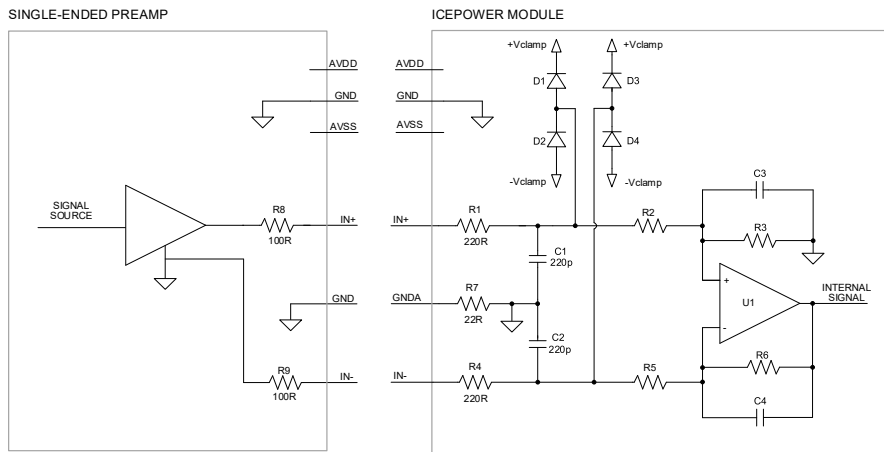 SINGLE-ENDED PREAMP
ICEPOWER MODULE
AVDD
AVDD
GND
GND
AVSS
AVSS
+Vclamp
+Vclamp
D1
D3
D2
D4
-Vclamp
-Vclamp
SIGNAL
SOURCE
R8
100R
IN+
IN+
R1
220R
C1
220p
R2
C3
R3
GND
GNDA
R7
22R
C2
220p
+
-
U1
INTERNAL
SIGNAL
R9
100R
IN-
IN-
R4
220R
R5
R6
C4